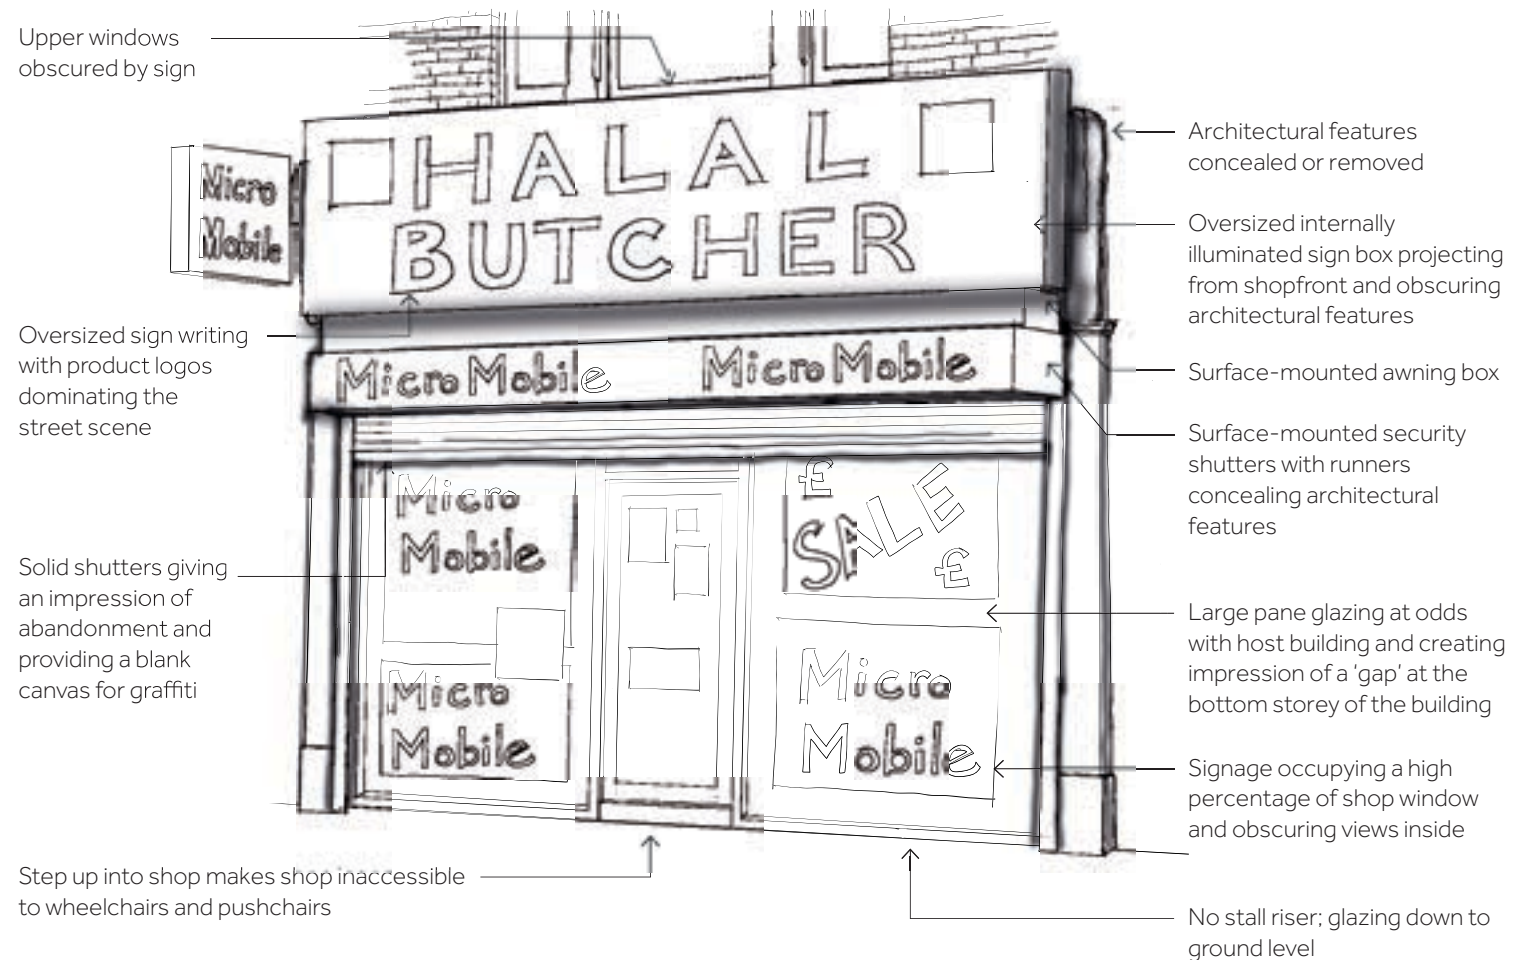 Upper windows
obscured by sign
Architectural features
concealed or removed
Oversized internally
illuminated sign box projecting
from shopfront and obscuring
architectural features
Surface-mounted awning box
Surface-mounted security
shutters with runners
concealing architectural
features
Large pane glazing at odds
with host building and creating
impression of a ‘gap’ at the
bottom storey of the building
Signage occupying a high
percentage of shop window
and obscuring views inside
No stall riser; glazing down to
ground level
Oversized sign writing
with product logos
dominating the
street scene
Solid shutters giving
an impression of
abandonment and
providing a blank
canvas for graffiti
Step up into shop makes shop inaccessible
to wheelchairs and pushchairs
HALAL
BUTCHER
Micro
Mobile
Micro Mobile Micro Mobile
Micro
Mobile
£
SALE
£
Micro
Mobile
Micro
Mobile